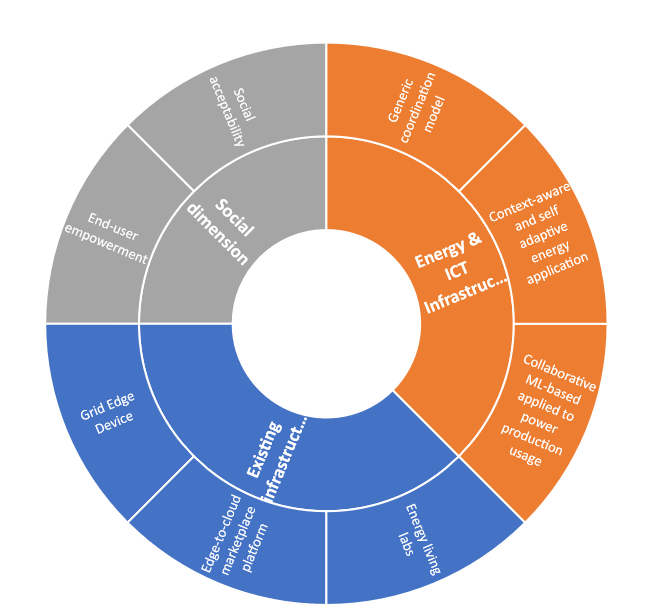 Generic
coordination
model
Context-aware
and self
adaptive
energy
application
Collaborative
ML-based
applied to
power
production
usage
Energy living
labs
Edge-to-cloud
marketplace
platform
Grid Edge
Device
End-user
empowerment
Social
acceptability
Energy &
ICT
Infrastruc...
Existing
infrastruct...
Social
dimension